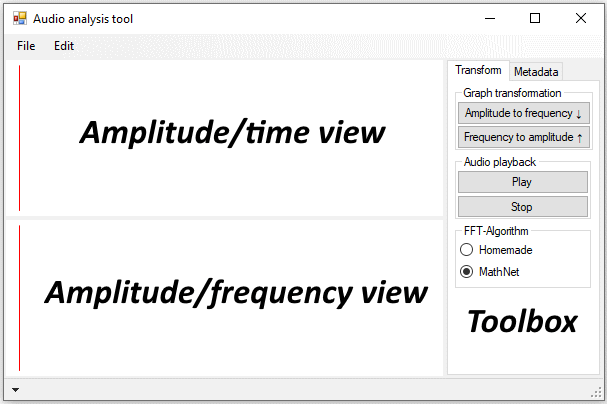 Audio analysis tool
File Edit
Amplitude/time view
Amplitude/frequency view
Transform Metadata
Graph transformation
Amplitude to frequency ↓
Frequency to amplitude ↑
Audio playback
Play
Stop
FFT-Algorithm
Homemade
MathNet
Toolbox